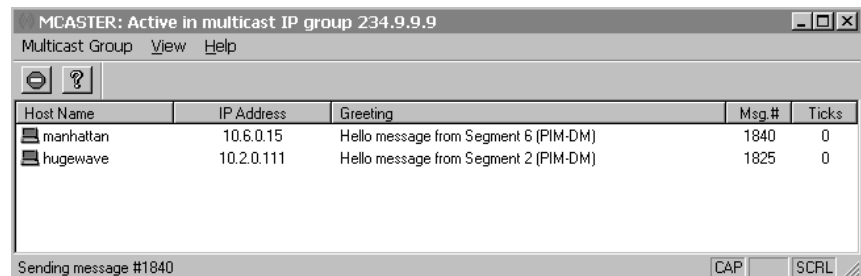 MCASTER: Active in multicast IP group 234.9.9.9
Multicast Group View Help
?
Host Name IP Address Greeting Msg.# Ticks
manhattan 10.6.0.15 Hello message from Segment 6 (PIM-DM) 1840 0
hugewave 10.2.0.111 Hello message from Segment 2 (PIM-DM) 1825 0
Sending message #1840 CAP SCRL